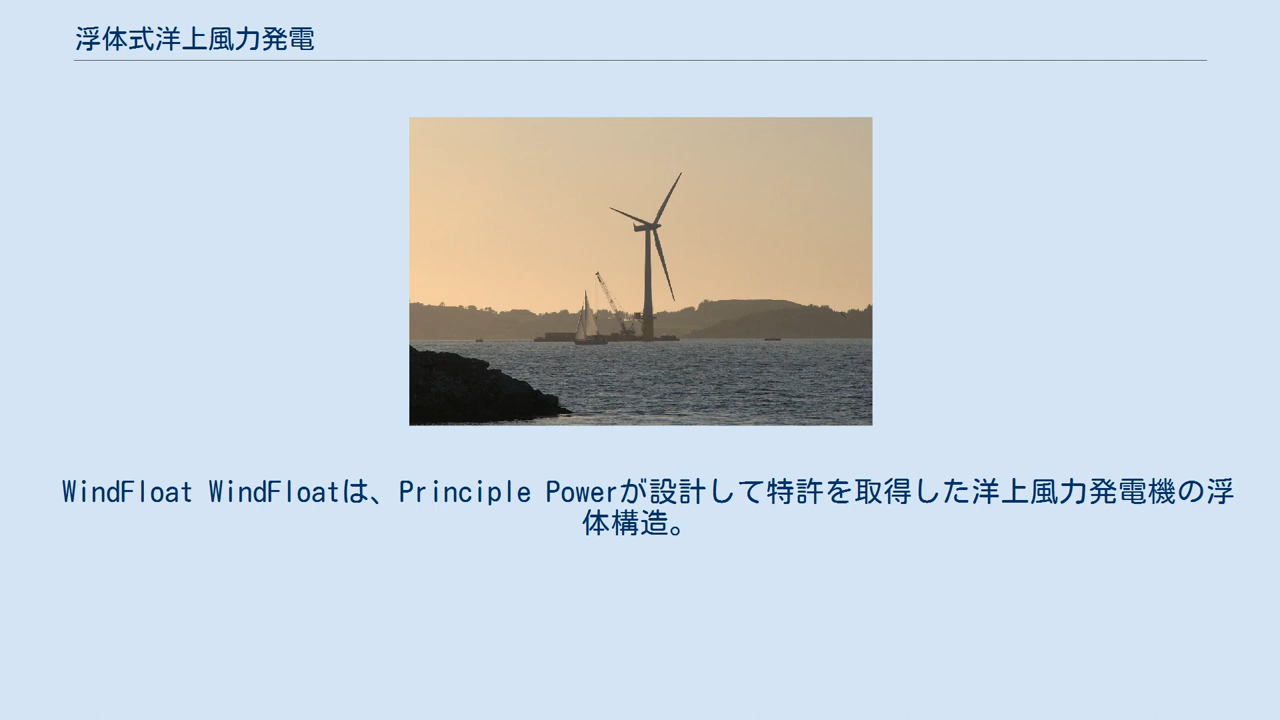 浮体式洋上風力発電
WindFloat WindFloatは、Principle Powerが設計して特許を取得した洋上風力発電機の浮
体構造。